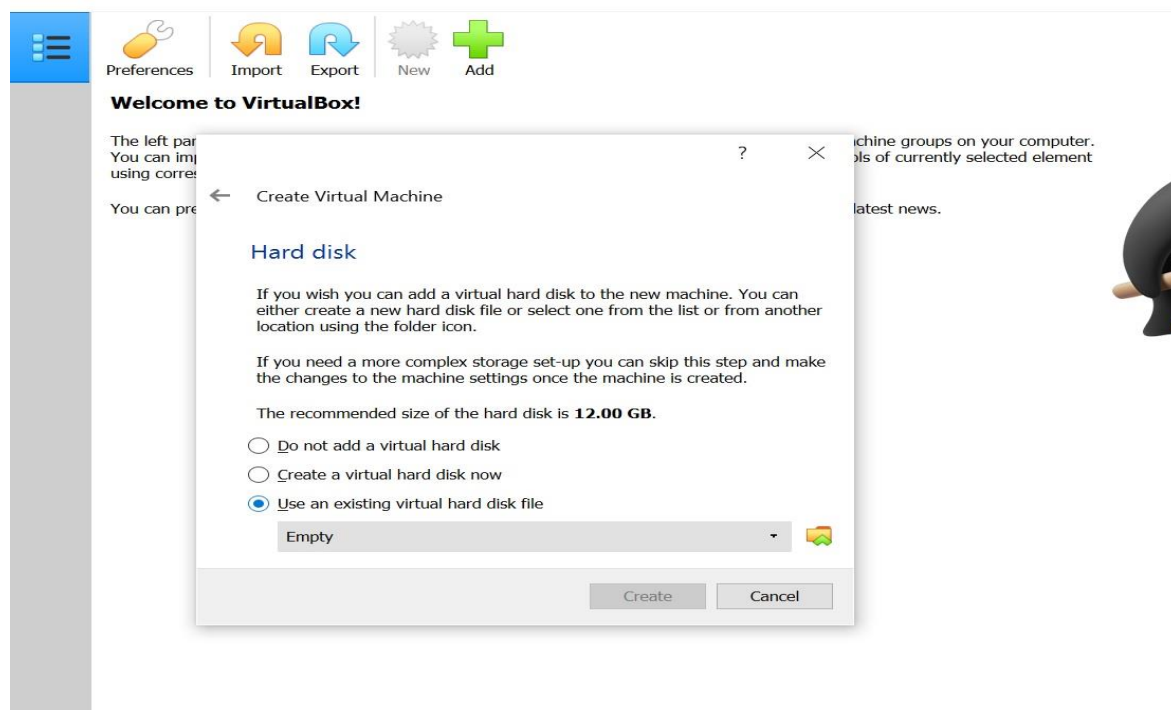 Preferences Import Export New Add
Welcome to VirtualBox!
The left par
chine groups on your computer.
You can im
ols of currently selected element
using corres
You can pre
latest news.
?
Create Virtual Machine
Hard disk
If you wish you can add a virtual hard disk to the new machine. You can
either create a new hard disk file or select one from the list or from another
location using the folder icon.
If you need a more complex storage set-up you can skip this step and make
the changes to the machine settings once the machine is created.
The recommended size of the hard disk is 12.00 GB.
Do not add a virtual hard disk
Create a virtual hard disk now
Use an existing virtual hard disk file
Empty
Create Cancel